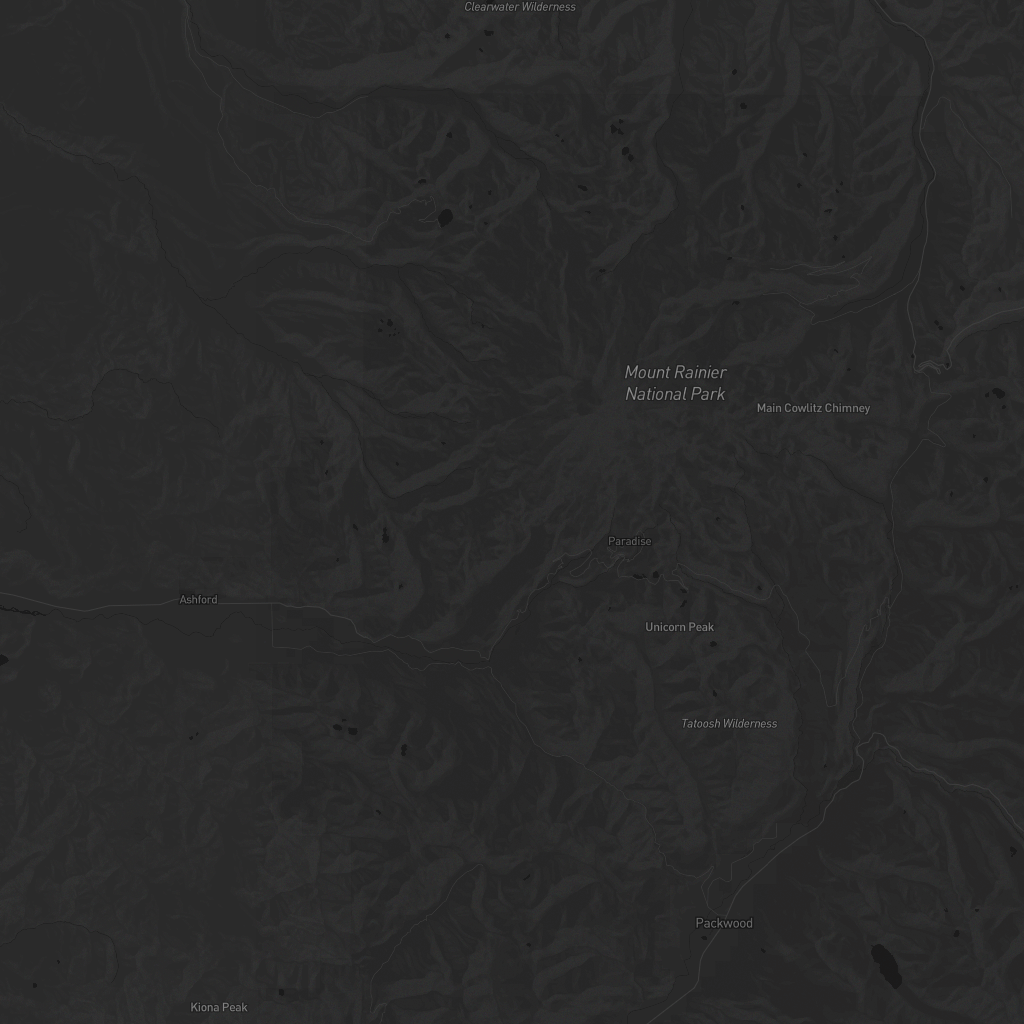 Clearwater Wilderness
Mount Rainier
National Park
Main Cowlitz Chimney
Paradise
Ashford
Unicorn Peak
Tatoosh Wilderness
Packwood
Kiona Peak